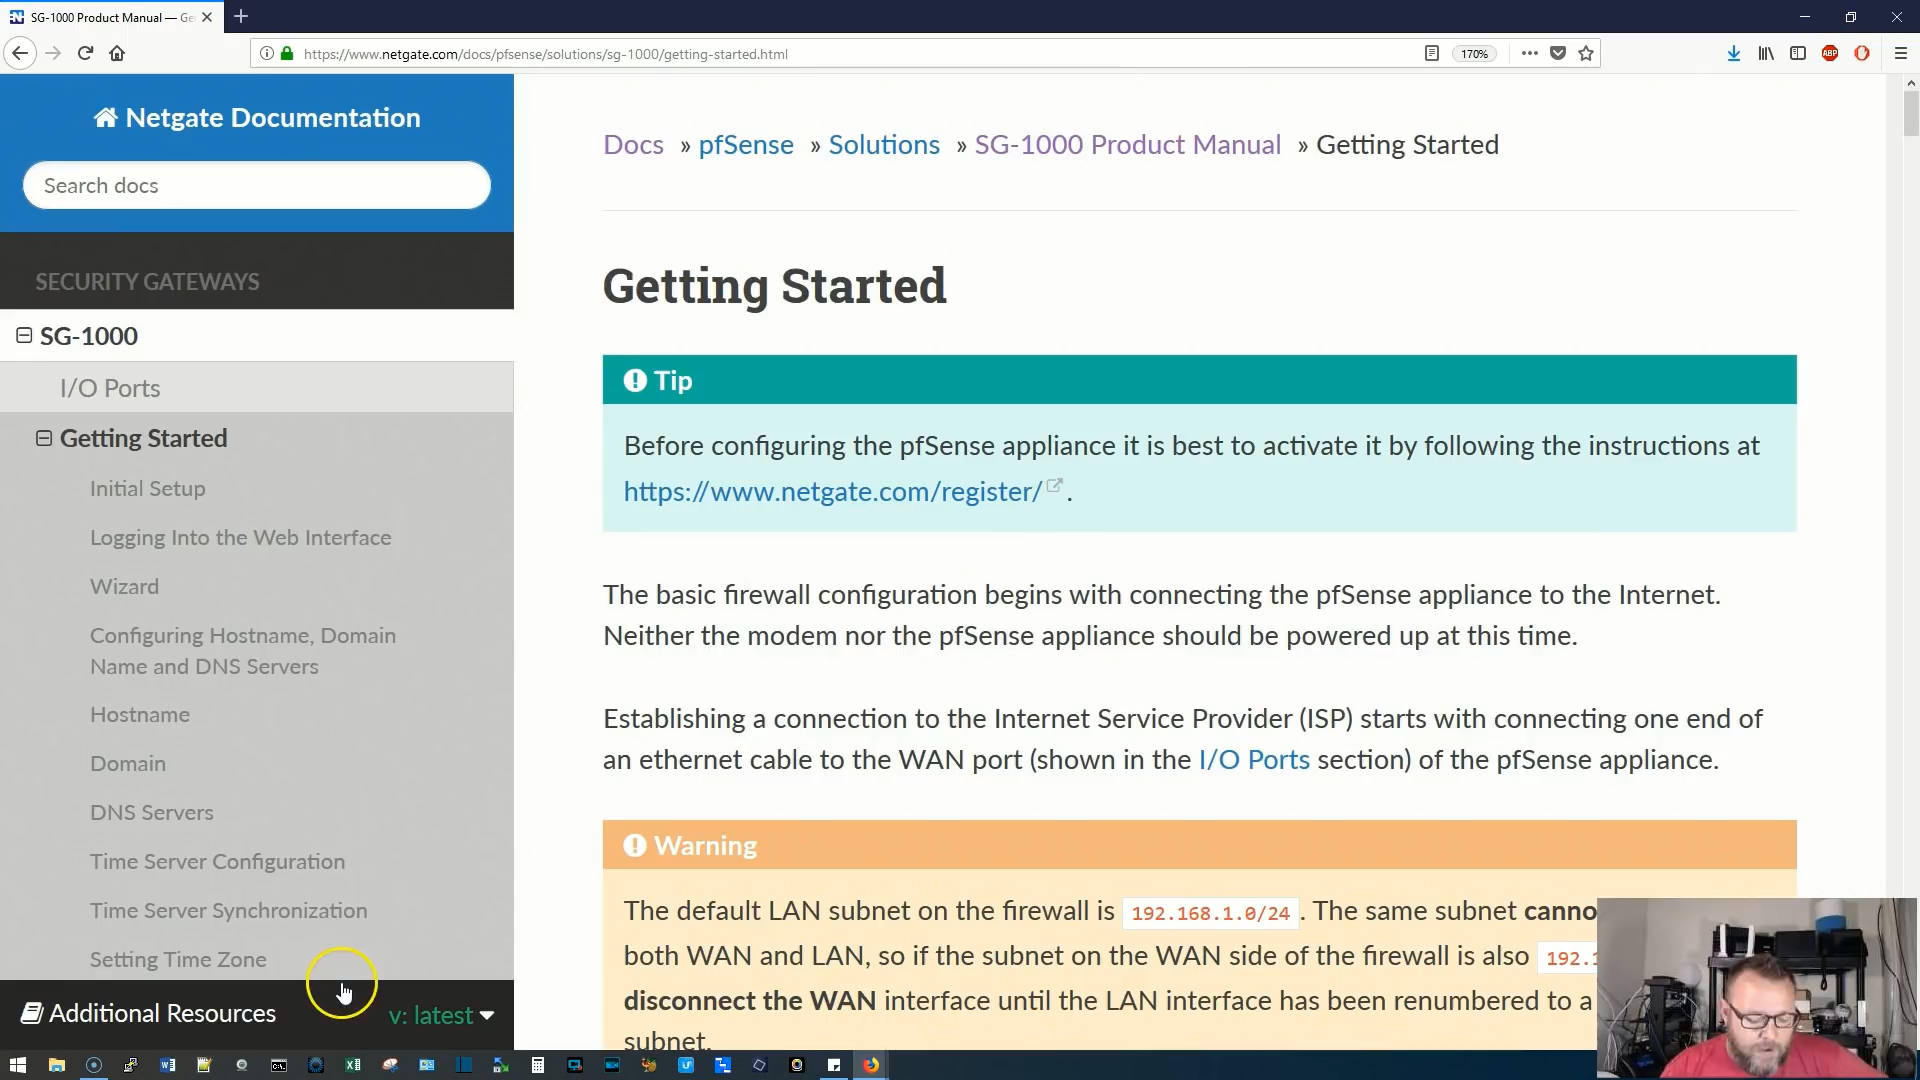 SG-1000 Product Manual — Ge
https://www.netgate.com/docs/pfsense/solutions/sg-1000/getting-started.html
170%
ABP
Netgate Documentation
Search docs
SECURITY GATEWAYS
SG-1000
I/O Ports
Getting Started
Initial Setup
Logging Into the Web Interface
Wizard
Configuring Hostname, Domain
Name and DNS Servers
Hostname
Domain
DNS Servers
Time Server Configuration
Time Server Synchronization
Setting Time Zone
Additional Resources
v: latest
Docs » pfSense » Solutions » SG-1000 Product Manual » Getting Started
Getting Started
Tip
Before configuring the pfSense appliance it is best to activate it by following the instructions at
https://www.netgate.com/register/ .
The basic firewall configuration begins with connecting the pfSense appliance to the Internet.
Neither the modem nor the pfSense appliance should be powered up at this time.
Establishing a connection to the Internet Service Provider (ISP) starts with connecting one end of
an ethernet cable to the WAN port (shown in the I/O Ports section) of the pfSense appliance.
Warning
The default LAN subnet on the firewall is 192.168.1.0/24 . The same subnet canno
both WAN and LAN, so if the subnet on the WAN side of the firewall is also 192.1
disconnect the WAN interface until the LAN interface has been renumbered to a
subnet.